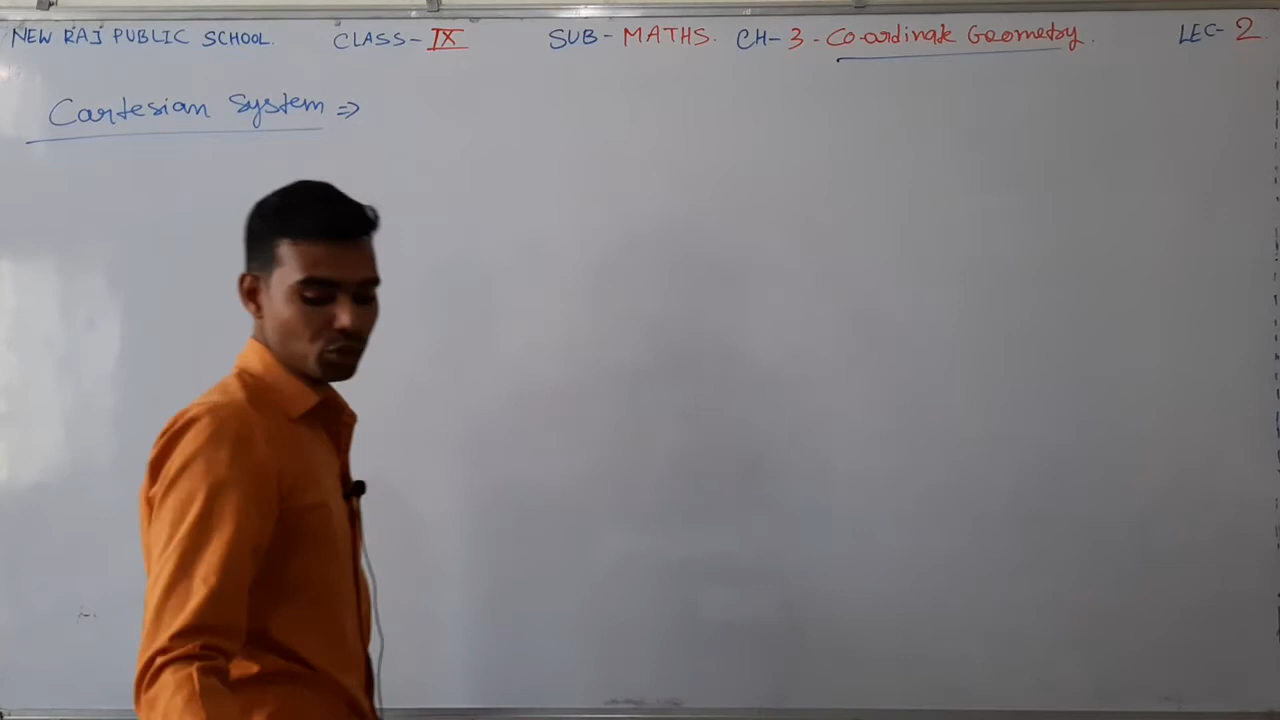 NEW RAJ PUBLIC SCHOOL. CLASS - IX SUB - MATHS. CH - 3 - Co-ordinate Geometry. LEC - 2.
Cartesian System ⇒